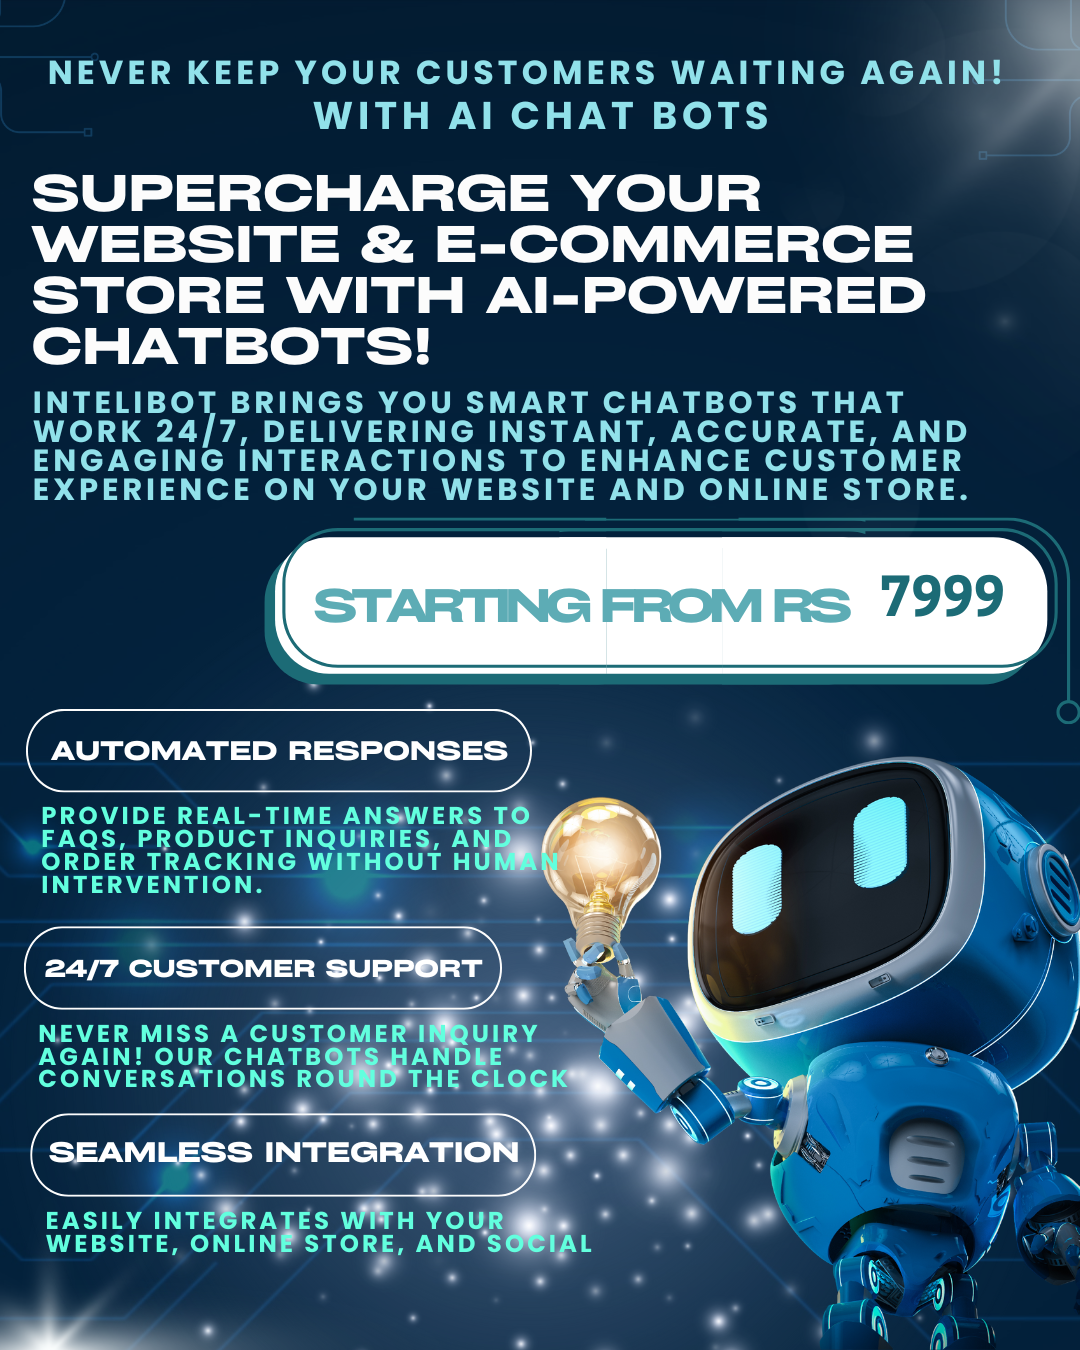 NEVER KEEP YOUR CUSTOMERS WAITING AGAIN!
WITH AI CHAT BOTS
SUPERCHARGE YOUR
WEBSITE & E-COMMERCE
STORE WITH AI-POWERED
CHATBOTS!
INTELIBOT BRINGS YOU SMART CHATBOTS THAT
WORK 24/7, DELIVERING INSTANT, ACCURATE, AND
ENGAGING INTERACTIONS TO ENHANCE CUSTOMER
EXPERIENCE ON YOUR WEBSITE AND ONLINE STORE.
STARTING FROM RS 7999
AUTOMATED RESPONSES
PROVIDE REAL-TIME ANSWERS TO
FAQS, PRODUCT INQUIRIES, AND
ORDER TRACKING WITHOUT HUMAN
INTERVENTION.
24/7 CUSTOMER SUPPORT
NEVER MISS A CUSTOMER INQUIRY
AGAIN! OUR CHATBOTS HANDLE
CONVERSATIONS ROUND THE CLOCK
SEAMLESS INTEGRATION
EASILY INTEGRATES WITH YOUR
WEBSITE, ONLINE STORE, AND SOCIAL